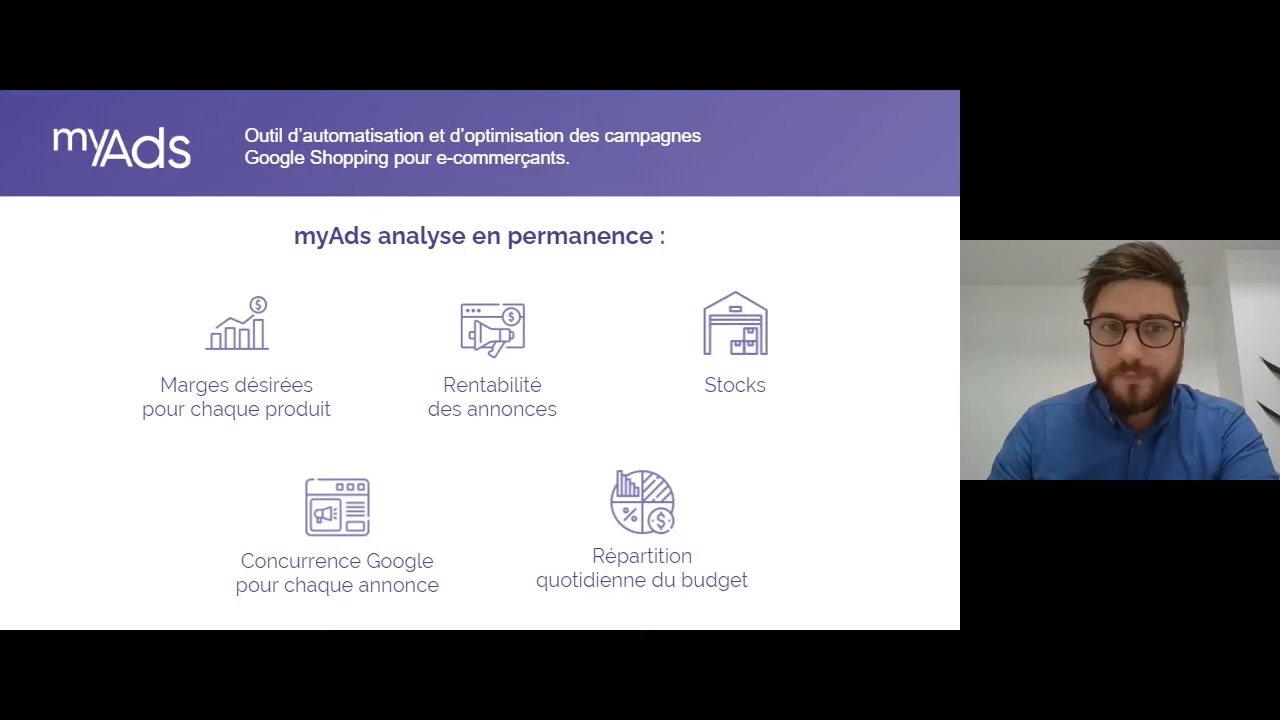 myAds
Outil d’automatisation et d’optimisation des campagnes
Google Shopping pour e-commerçants.
myAds analyse en permanence :
Marges désirées
pour chaque produit
Rentabilité
des annonces
Stocks
Concurrence Google
pour chaque annonce
Répartition
quotidienne du budget